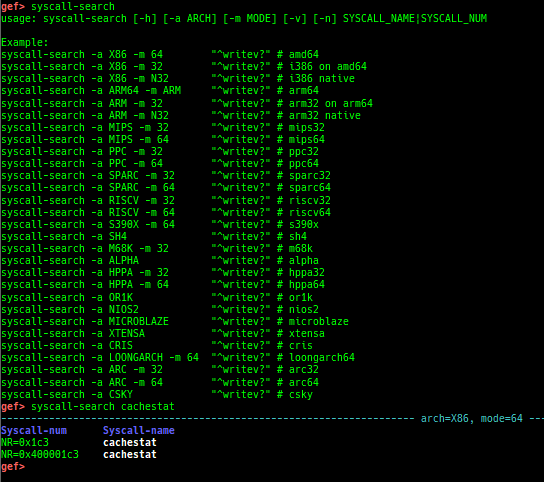 gef> syscall-search
usage: syscall-search [-h] [-a ARCH] [-m MODE] [-v] [-n] SYSCALL_NAME|SYSCALL_NUM

Example:
syscall-search -a X86 -m 64        "^writev?" # amd64
syscall-search -a X86 -m 32        "^writev?" # i386 on amd64
syscall-search -a X86 -m N32       "^writev?" # i386 native
syscall-search -a ARM64 -m ARM     "^writev?" # arm64
syscall-search -a ARM -m 32        "^writev?" # arm32 on arm64
syscall-search -a ARM -m N32       "^writev?" # arm32 native
syscall-search -a MIPS -m 32       "^writev?" # mips32
syscall-search -a MIPS -m 64       "^writev?" # mips64
syscall-search -a PPC -m 32        "^writev?" # ppc32
syscall-search -a PPC -m 64        "^writev?" # ppc64
syscall-search -a SPARC -m 32      "^writev?" # sparc32
syscall-search -a SPARC -m 64      "^writev?" # sparc64
syscall-search -a RISCV -m 32      "^writev?" # riscv32
syscall-search -a RISCV -m 64      "^writev?" # riscv64
syscall-search -a S390X -m 64      "^writev?" # s390x
syscall-search -a SH4              "^writev?" # sh4
syscall-search -a M68K -m 32       "^writev?" # m68k
syscall-search -a ALPHA            "^writev?" # alpha
syscall-search -a HPPA -m 32       "^writev?" # hppa32
syscall-search -a HPPA -m 64       "^writev?" # hppa64
syscall-search -a OR1K             "^writev?" # or1k
syscall-search -a NIOS2            "^writev?" # nios2
syscall-search -a MICROBLAZE       "^writev?" # microblaze
syscall-search -a XTENSA           "^writev?" # xtensa
syscall-search -a CRIS             "^writev?" # cris
syscall-search -a LOONGARCH -m 64  "^writev?" # loongarch64
syscall-search -a ARC -m 32        "^writev?" # arc32
syscall-search -a ARC -m 64        "^writev?" # arc64
syscall-search -a CSKY             "^writev?" # csky
gef> syscall-search cachestat
--------------------------------------------------------------------- arch=X86, mode=64 ---
Syscall-num      Syscall-name
NR=0x1c3         cachestat
NR=0x400001c3    cachestat
gef>